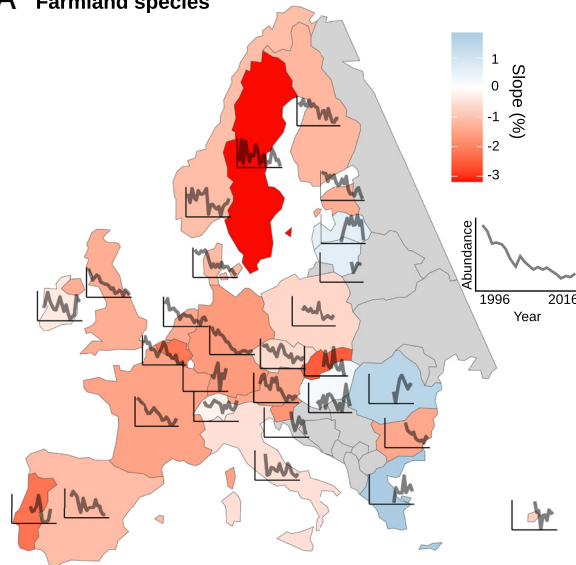 A Farmland species
1
0
-1
-2
-3
Slope (%)
Abundance
1996 2016
Year